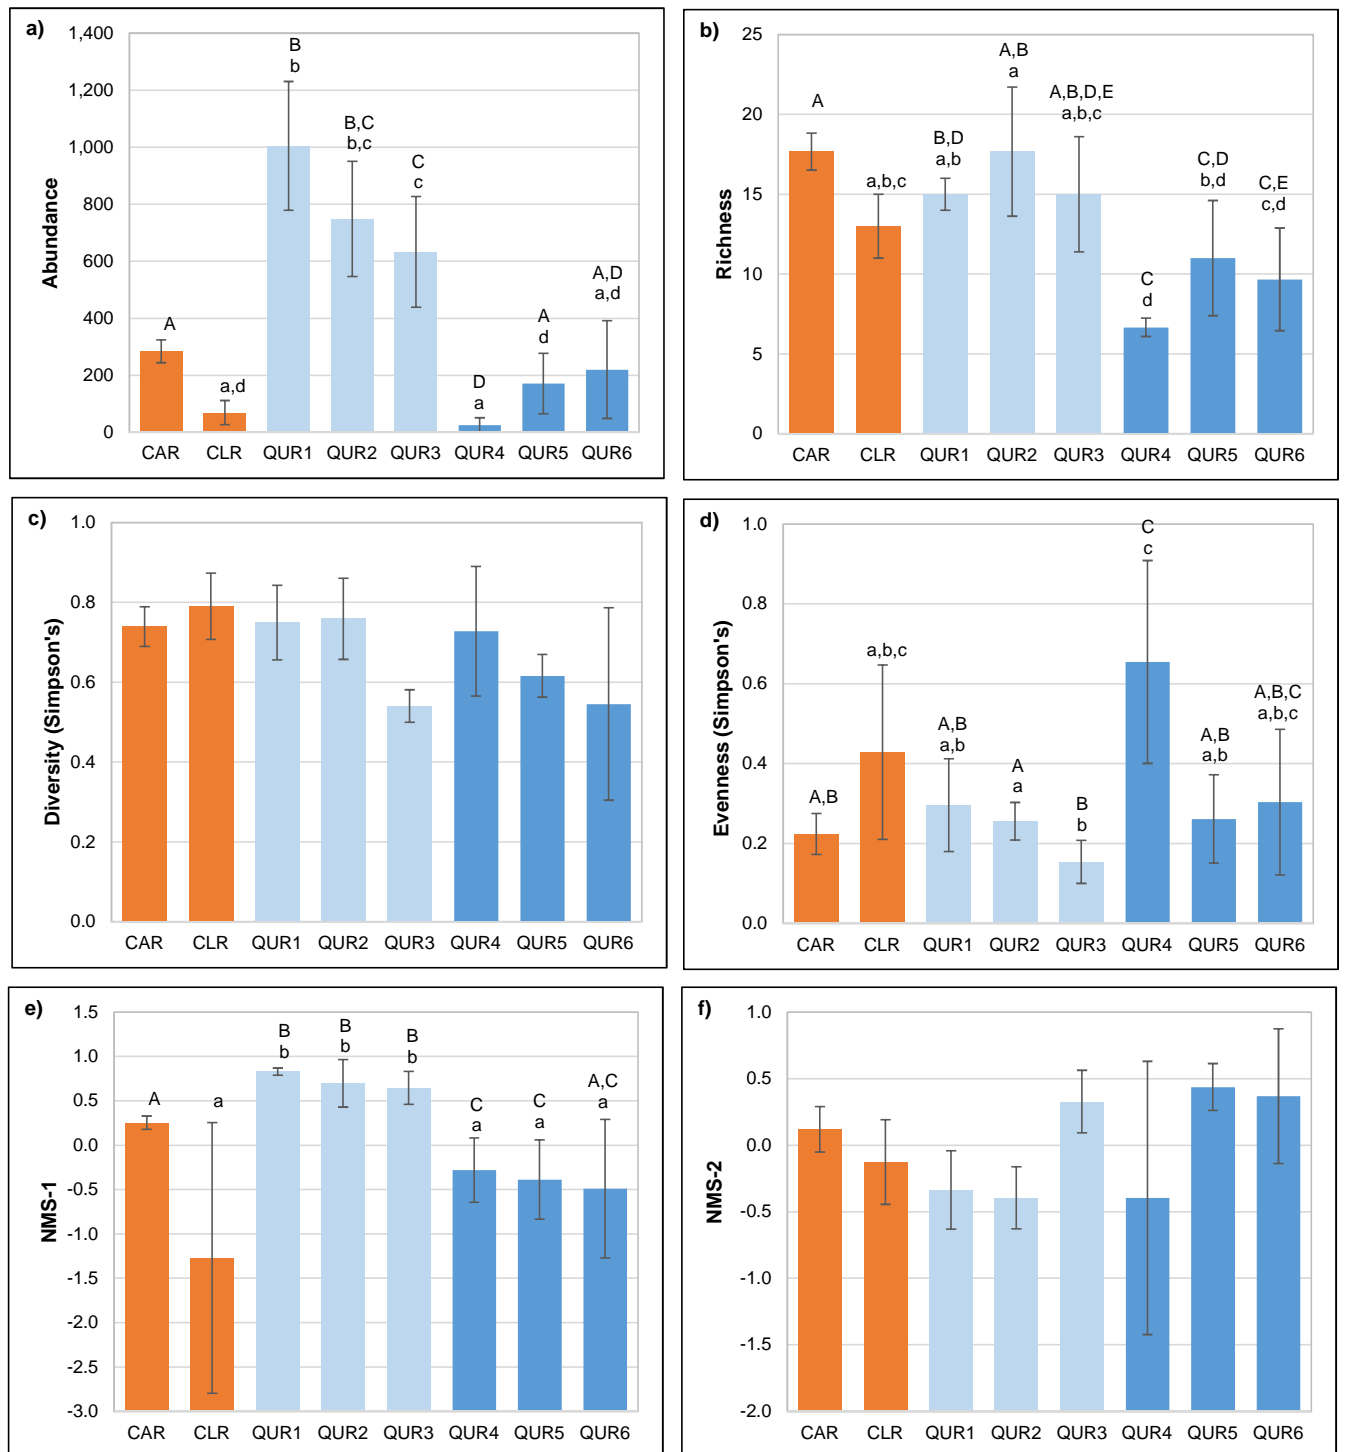 a)
1,400
1,200
1,000
800
600
400
200
0
Abundance
A
a,d
B
b
B,C
b,c
C
c
D
a
A
d
A,D
a,d
CAR CLR QUR1 QUR2 QUR3 QUR4 QUR5 QUR6
b)
25
20
15
10
5
0
Richness
A
a,b,c
B,D
a,b
A,B
a
A,B,D,E
a,b,c
C
d
C,D
b,d
C,E
c,d
CAR CLR QUR1 QUR2 QUR3 QUR4 QUR5 QUR6
c)
1.0
0.8
0.6
0.4
0.2
0.0
Diversity (Simpson's)
CAR CLR QUR1 QUR2 QUR3 QUR4 QUR5 QUR6
d)
1.0
0.8
0.6
0.4
0.2
0.0
Evenness (Simpson's)
A,B
a,b,c
A,B
a,b
A
a
B
b
C
c
A,B
a,b
A,B,C
a,b,c
CAR CLR QUR1 QUR2 QUR3 QUR4 QUR5 QUR6
e)
1.5
1.0
0.5
0.0
-0.5
-1.0
-1.5
-2.0
-2.5
-3.0
NMS-1
A
a
B
b
B
b
B
b
C
a
C
a
A,C
a
CAR CLR QUR1 QUR2 QUR3 QUR4 QUR5 QUR6
f)
1.0
0.5
0.0
-0.5
-1.0
-1.5
-2.0
NMS-2
CAR CLR QUR1 QUR2 QUR3 QUR4 QUR5 QUR6